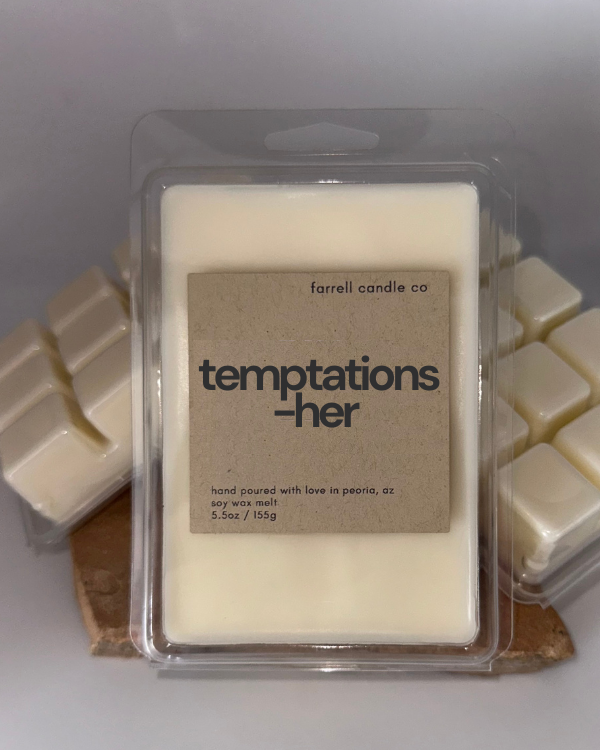 farrell candle co
temptations
–her
hand poured with love in peoria, az
soy wax melt
5.5oz / 155g